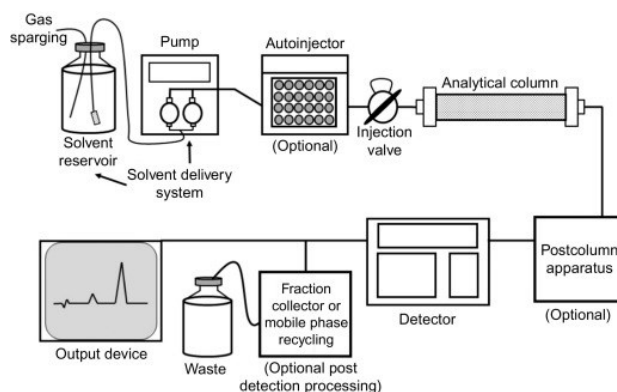 Gas
sparging
Pump
Autoinjector
Analytical column
Solvent
reservoir
Solvent delivery
system
(Optional)
Injection
valve
Output device
Waste
Fraction
collector or
mobile phase
recycling
(Optional post
detection processing)
Detector
Postcolumn
apparatus
(Optional)